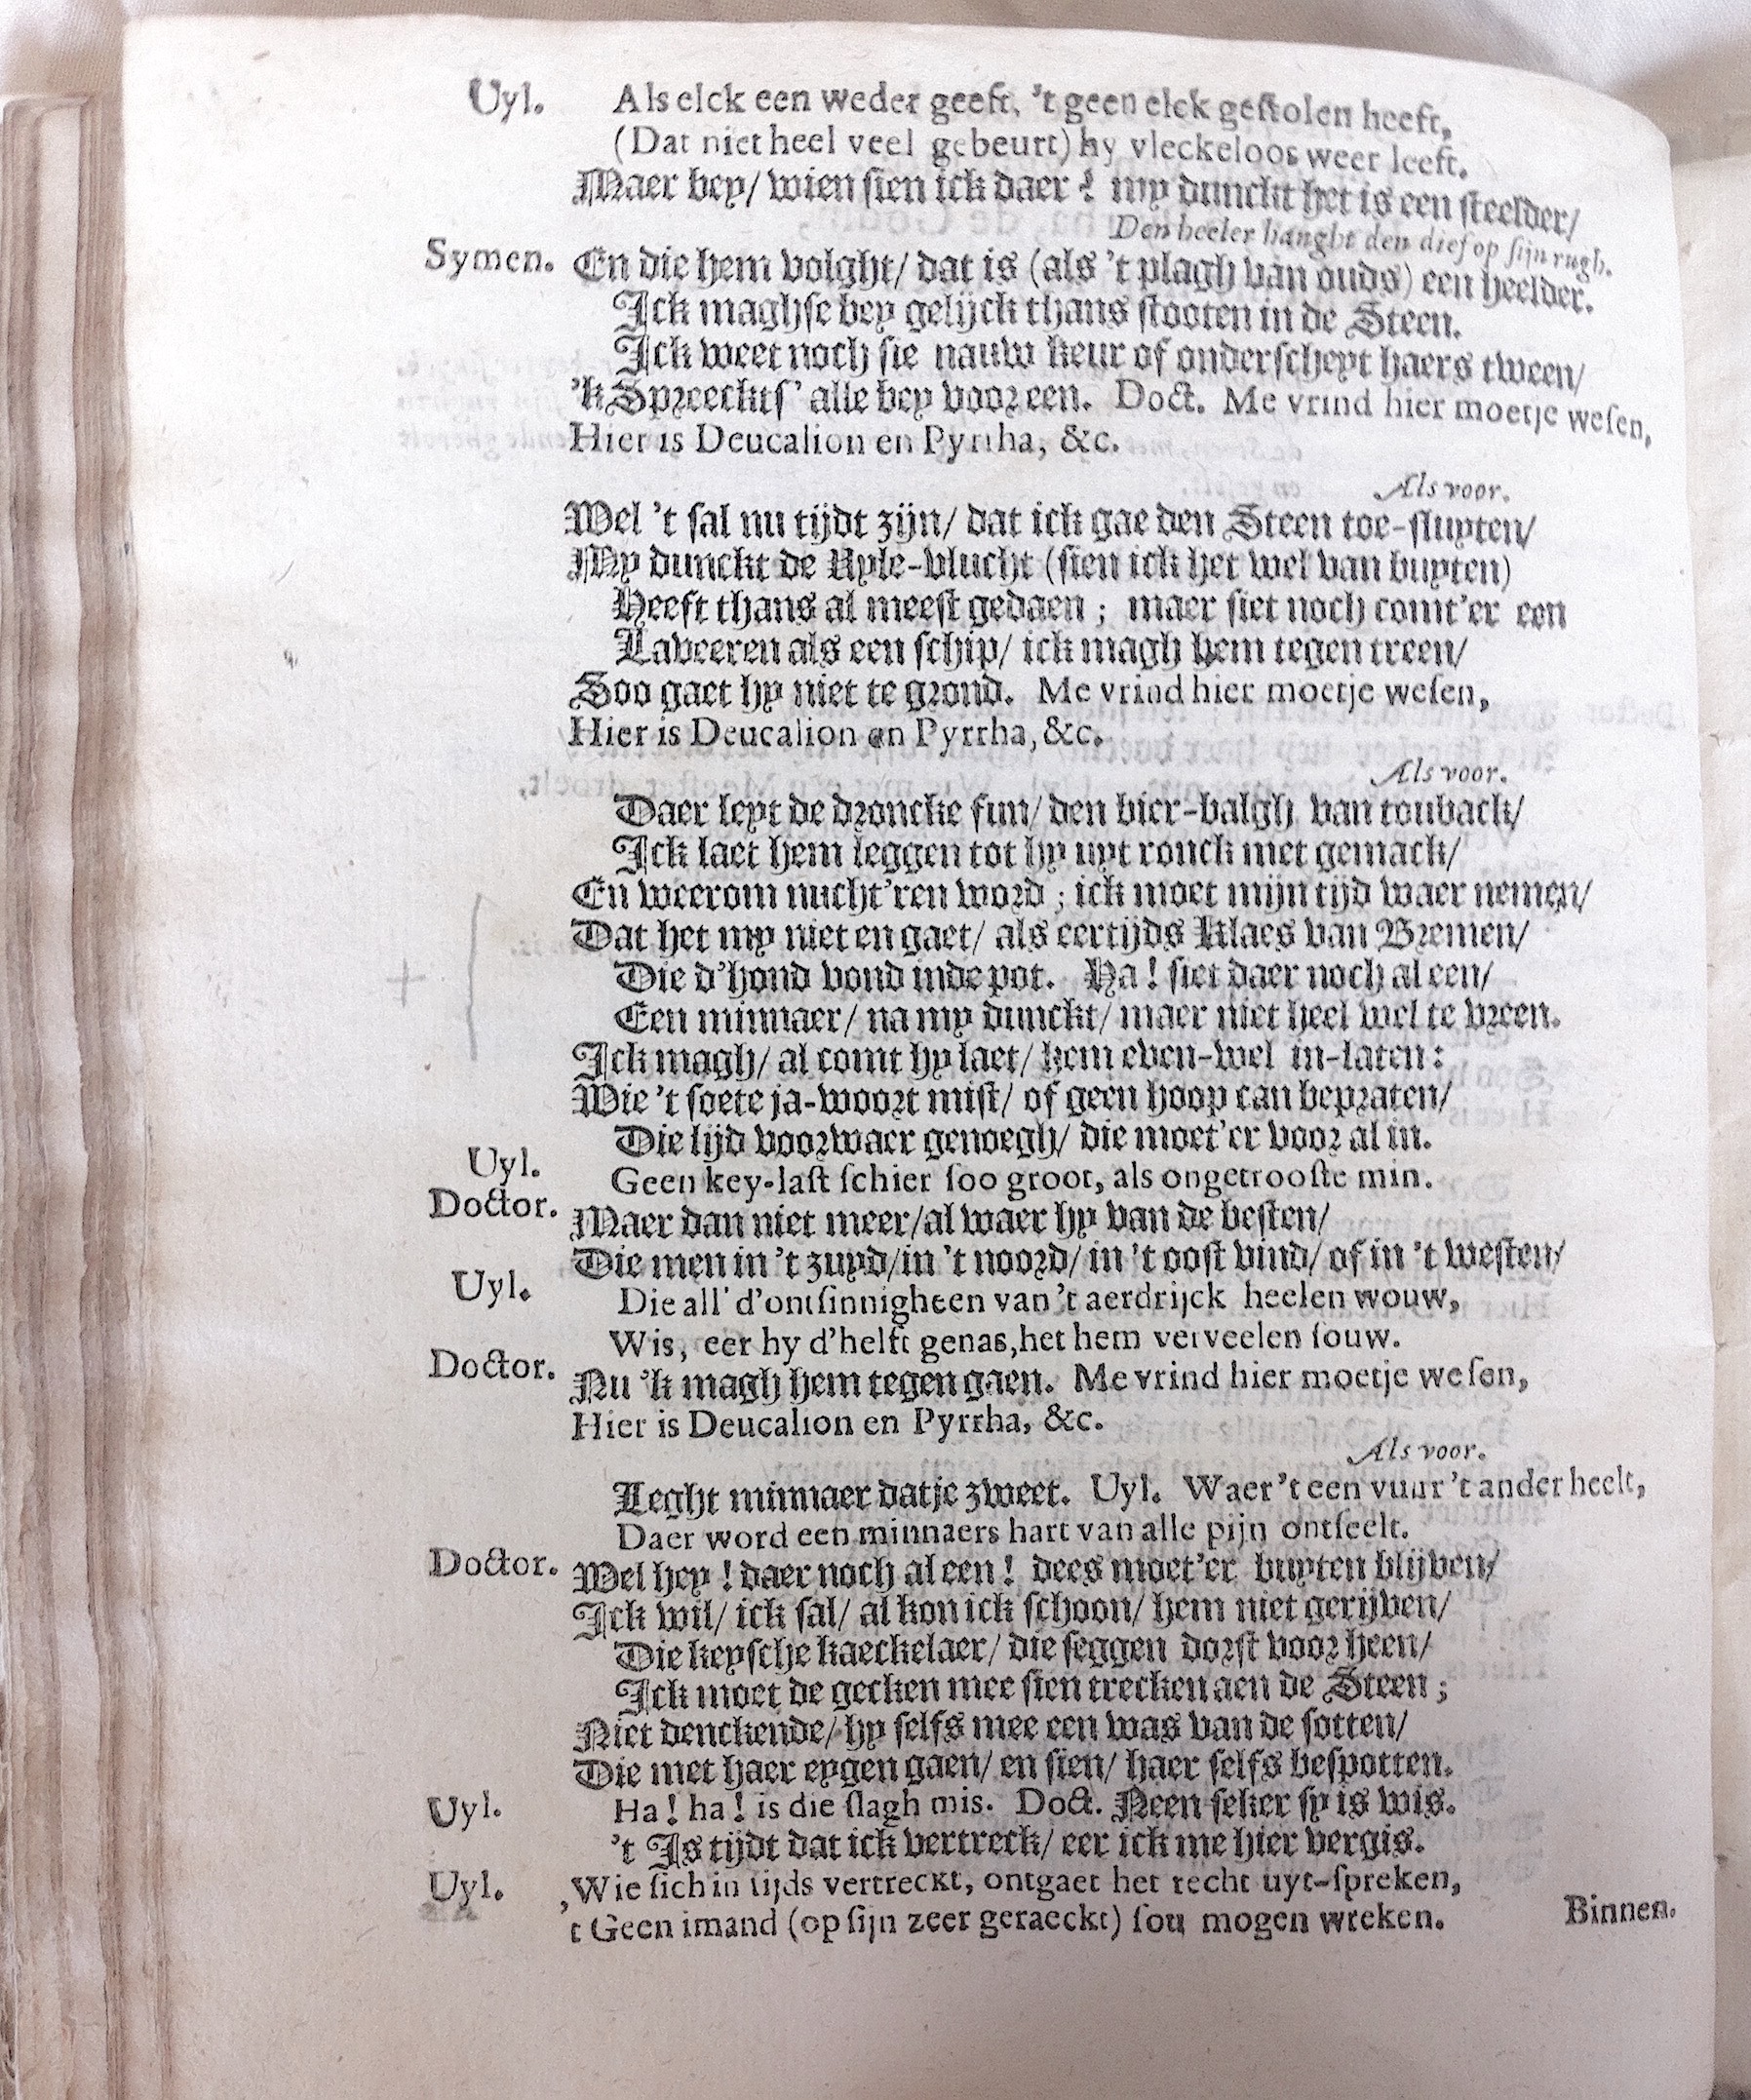 Uyl. Als elck een weder geeft, 't geen elck gestolen heeft,
(Dat niet heel veel gebeurt) hy vleckeloos weer leeft.
Maer hey/ wien sien ick daer? my dunckt het is een steelder/
Den heeler hanght den dief op sijn rugh.
Symen. En die hem volght/ dat is (als 't plagh van ouds) een heelder.
Ick maghse bey gelijck thans stooten in de Steen.
Ick weet noch sie nauw keur of onderscheyt haers tween/
'k Spreeckts' alle bey voor een. Doct. Me vrind hier moetje wesen,
Hier is Deucalion en Pyrrha, &c.
Als voor.
Wel 't sal nu tijdt zijn/ dat ick gae den Steen toe-sluyten/
My dunckt de Uyle-vlucht (sien ick het wel van buyten)
Heeft thans al meest gedaen; maer siet noch comt'er een
Laveeren als een schip/ ick magh hem tegen treen/
Soo gaet hy niet te grond. Me vrind hier moetje wesen,
Hier is Deucalion en Pyrrha, &c.
Als voor.
Daer leyt de droncke fun/ den bier-balgh van touback/
Ick laet hem leggen tot hy uyt ronck met gemack/
En weerom nucht'ren word; ick moet mijn tijd waer nemen/
Dat het my niet en gaet/ als eertijds Klaes van Bremen/
Die d'hond vond inde pot. Ha! siet daer noch al een/
Een minnaer/ na my dunckt/ maer niet heel wel te vreen.
Ick magh/ al comt hy laet/ hem even-wel in-laten:
Wie 't soete ja-woort mist/ of geen hoop can bepraten/
Die lijd voorwaer genoegh/ die moet'er voor al in.
Uyl. Geen key-last schier soo groot, als ongetrooste min.
Doctor. Maer dan niet meer/al waer hy van de besten/
Die men in 't zuyd/in 't noord/ in 't oost vind/ of in 't westen/
Uyl. Die all' d'ontsinnigheen van 't aerdrijck heelen wouw,
Wis, eer hy d'helft genas, het hem verveelen souw.
Doctor. Nu 'k magh hem tegen gaen. Me vrind hier moetje wesen,
Hier is Deucalion en Pyrrha, &c.
Als voor.
Leght minnaer datje zweet. Uyl. Waer 't een vuur 't ander heelt,
Daer word een minnaers hart van alle pijn ontseelt.
Doctor. Wel hey! daer noch al een! dees moet'er buyten blijven/
Ick wil/ ick sal/ al kon ick schoon/ hem niet gerijven/
Die keysche kaeckelaer/ die seggen dorst voor heen/
Ick moet de gecken mee sien trecken aen de Steen;
Niet denckende/ hy selfs mee een was van de sotten/
Die met haer eygen gaen/ en sien/ haer selfs bespotten.
Uyl. Ha! ha! is die slagh mis. Doct. Neen seker sy is wis.
't Is tijdt dat ick vertreck/ eer ick me hier vergis.
Uyl. ,Wie sich in tijds vertreckt, ontgaet het recht uyt-spreken,
t Geen imand (op sijn zeer geraeckt) sou mogen wreken. Binnen.